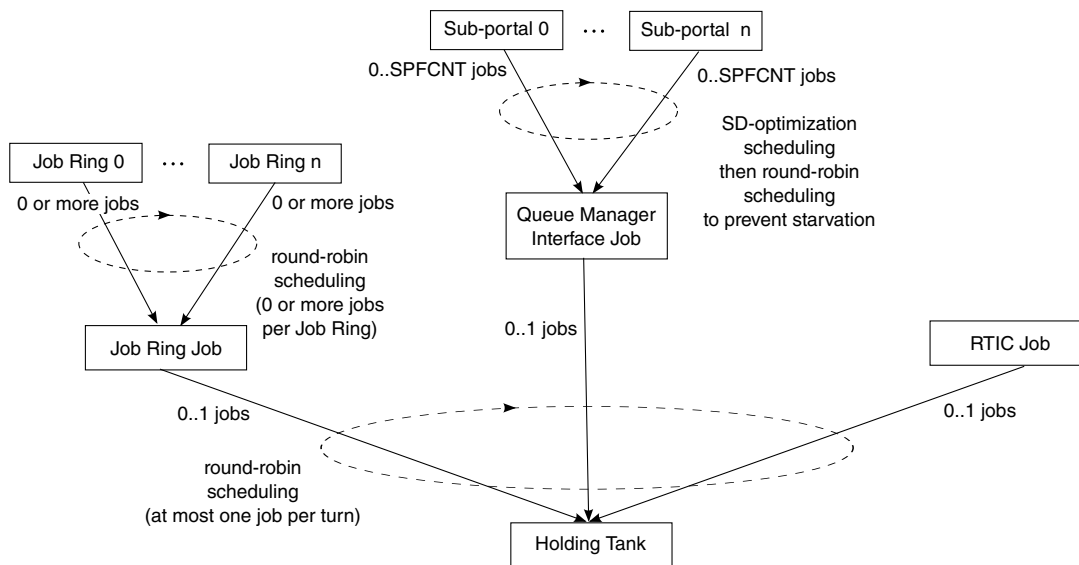 Sub-portal 0
...
Sub-portal n
0..SPFCNT jobs
0..SPFCNT jobs
SD-optimization
scheduling
then round-robin
scheduling
to prevent starvation
Job Ring 0
...
Job Ring n
0 or more jobs
0 or more jobs
Queue Manager
Interface Job
round-robin
scheduling
(0 or more jobs
per Job Ring)
Job Ring Job
0..1 jobs
RTIC Job
0..1 jobs
0..1 jobs
round-robin
scheduling
(at most one job per turn)
Holding Tank